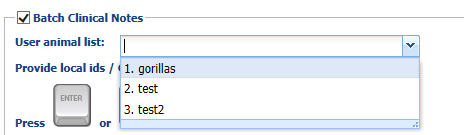 Batch Clinical Notes
User animal list:
Provide local ids /
1. gorillas
2. test
3. test2
ENTER
Press or